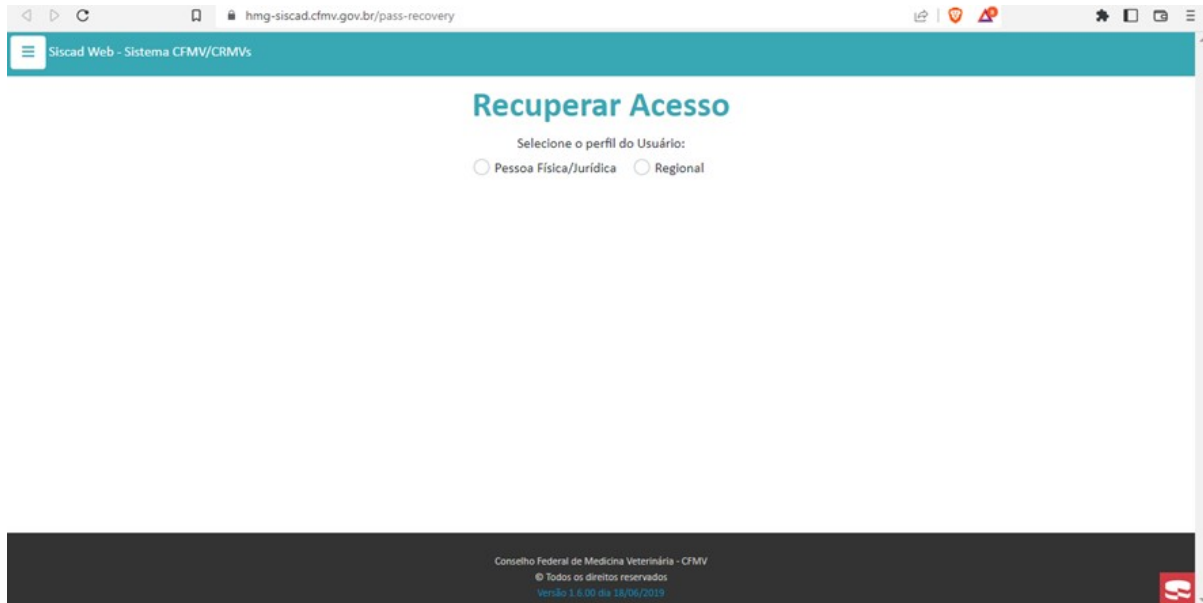 hmg-siscad.cfmv.gov.br/pass-recovery
Siscad Web - Sistema CFMV/CRMVs
Recuperar Acesso
Selecione o perfil do Usuário:
Pessoa Física/Jurídica Regional
Conselho Federal de Medicina Veterinária - CFMV
© Todos os direitos reservados
Versão 1.6.00 dia 18/06/2019